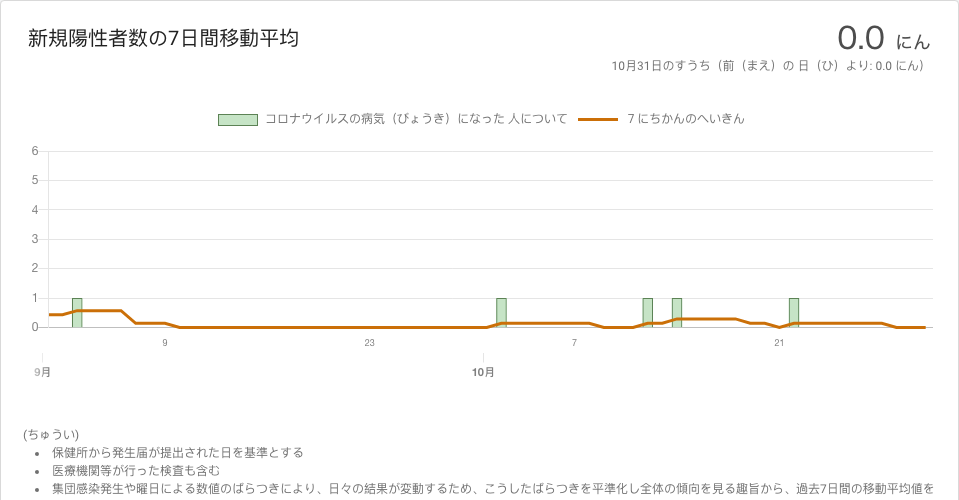 新規陽性者数の7日間移動平均
0.0 にん
10月31日のすうち（前（まえ）の 日（ひ）より: 0.0 にん）
コロナウイルスの病気（びょうき）になった 人について
7 にちかんのへいきん
6
5
4
3
2
1
0
9
23
7
21
9月
10月
(ちゅうい)
• 保健所から発生届が提出された日を基準とする
• 医療機関等が行った検査も含む
• 集団感染発生や曜日による数値のばらつきにより、日々の結果が変動するため、こうしたばらつきを平準化し全体の傾向を見る趣旨から、過去7日間の移動平均値を